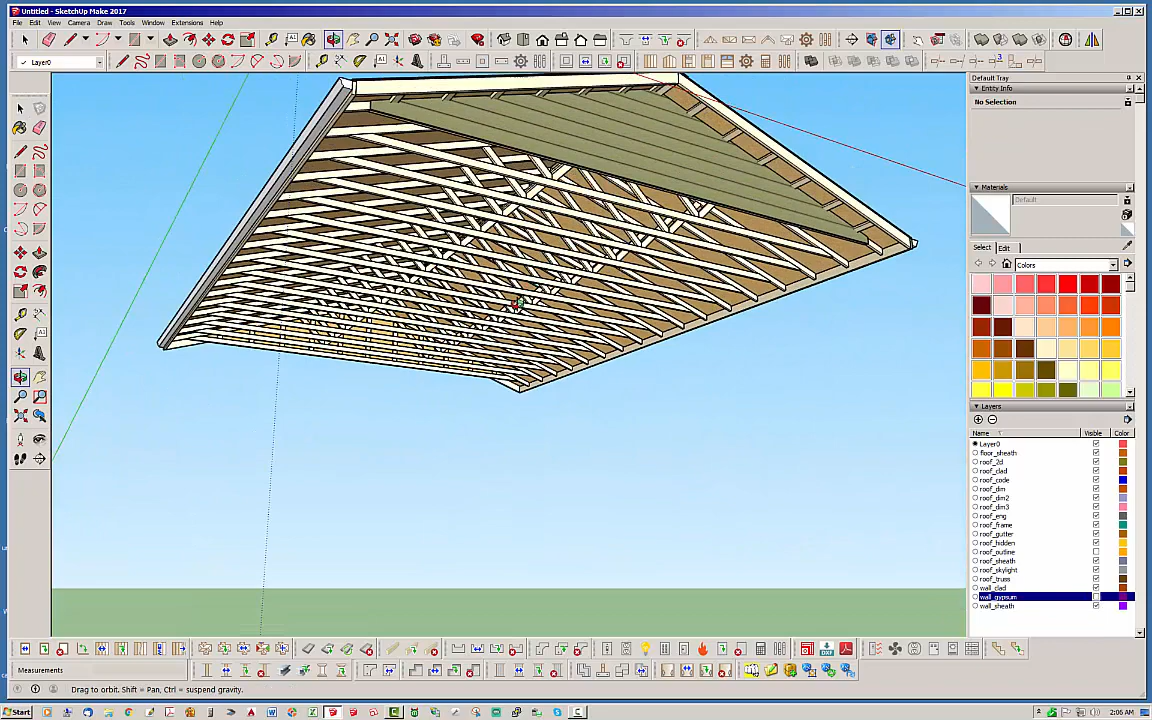 Untitled - SketchUp Make 2017
File Edit View Camera Draw Tools Window Extensions Help
Layer0
Default Tray
Entity Info
No Selection
Materials
Default
Select Edit
Colors
Layers
Name Visible Color
Layer0
floor_sheath
roof_2d
roof_clad
roof_code
roof_dim
roof_dim2
roof_dim3
roof_eng
roof_frame
roof_gutter
roof_hidden
roof_outline
roof_sheath
roof_skylight
roof_truss
wall_clad
wall_gypsum
wall_sheath
Measurements
Drag to orbit. Shift = Pan, Ctrl = suspend gravity.
Start
2:06 AM